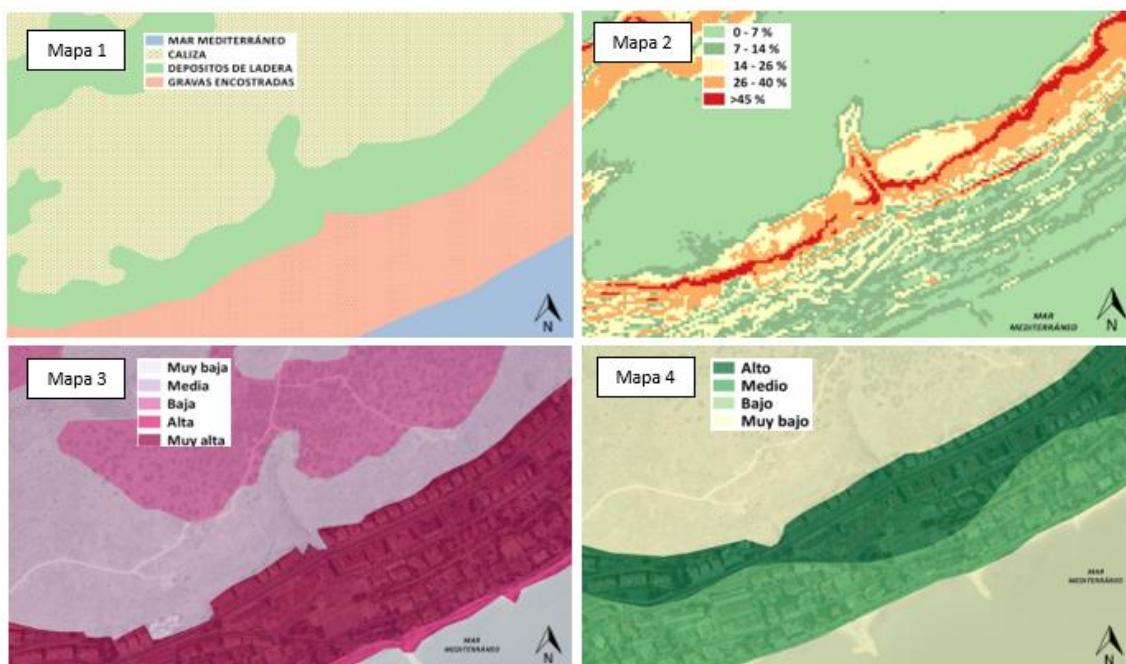 Mapa 1
MAR MEDITERRÁNEO
CALIZA
DEPOSITOS DE LADERA
GRAVAS ENCOSTRADAS
N
Mapa 2
0 - 7 %
7 - 14 %
14 - 26 %
26 - 40 %
>45 %
MAR
MEDITERRÁNEO
N
Mapa 3
Muy baja
Media
Baja
Alta
Muy alta
MAR
MEDITERRÁNEO
N
Mapa 4
Alto
Medio
Bajo
Muy bajo
MAR
MEDITERRÁNEO
N